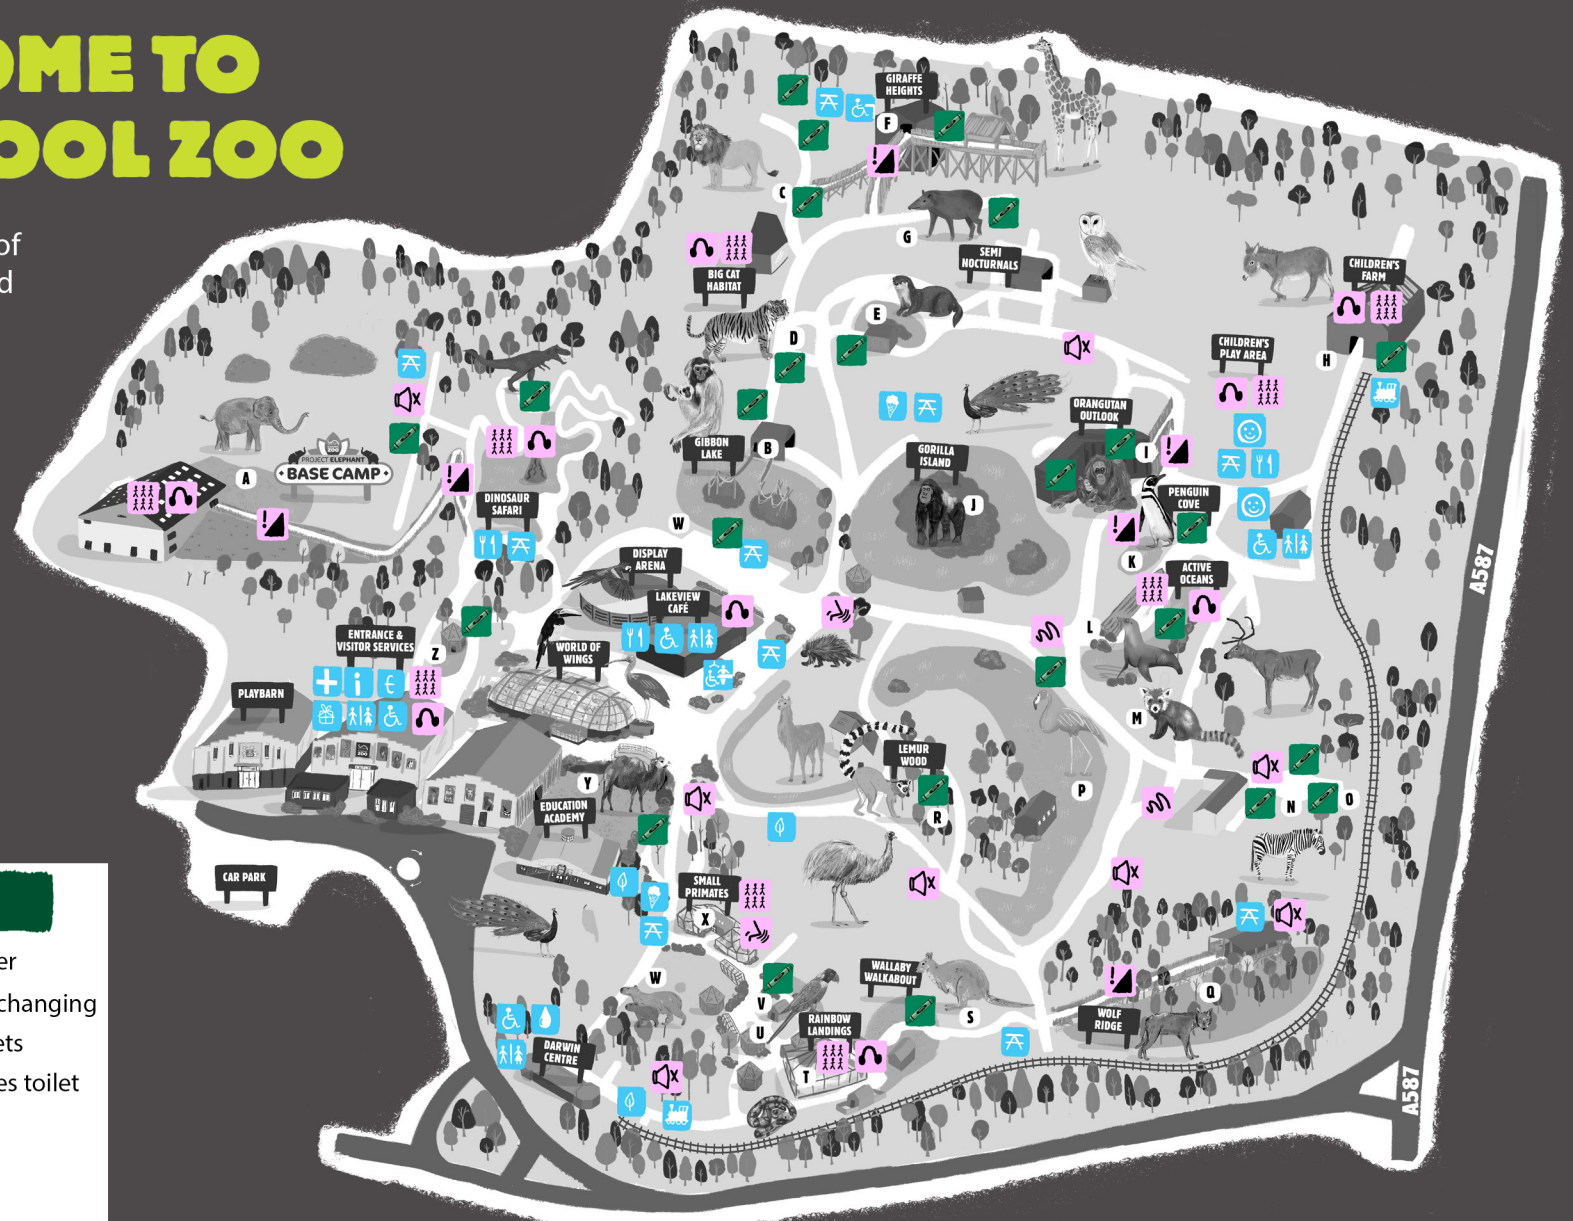 OME TO
OOL ZOO
of
d
GIRAFFE
HEIGHTS
F
C
G
SEMI
NOCTURNALS
BIG CAT
HABITAT
E
D
CHILDREN'S
FARM
CHILDREN'S
PLAY AREA
H
ORANGUTAN
OUTLOOK
I
GIBBON
LAKE
B
GORILLA
ISLAND
J
PENGUIN
COVE
K
A
PROJECT ELEPHANT
BASE CAMP
DINOSAUR
SAFARI
W
DISPLAY
ARENA
LAKEVIEW
CAFÉ
ACTIVE
OCEANS
L
A587
ENTRANCE &
VISITOR SERVICES
Z
WORLD OF
WINGS
PLAYBARN
M
LEMUR
WOOD
R
P
N
O
Y
EDUCATION
ACADEMY
CAR PARK
SMALL
PRIMATES
X
er
changing
ets
es toilet
W
V
U
WALLABY
WALKABOUT
S
Q
WOLF
RIDGE
RAINBOW
LANDINGS
T
DARWIN
CENTRE
A587